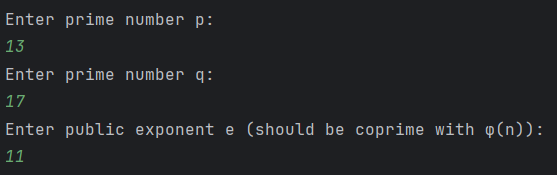 Enter prime number p:
13
Enter prime number q:
17
Enter public exponent e (should be coprime with φ(n)):
11